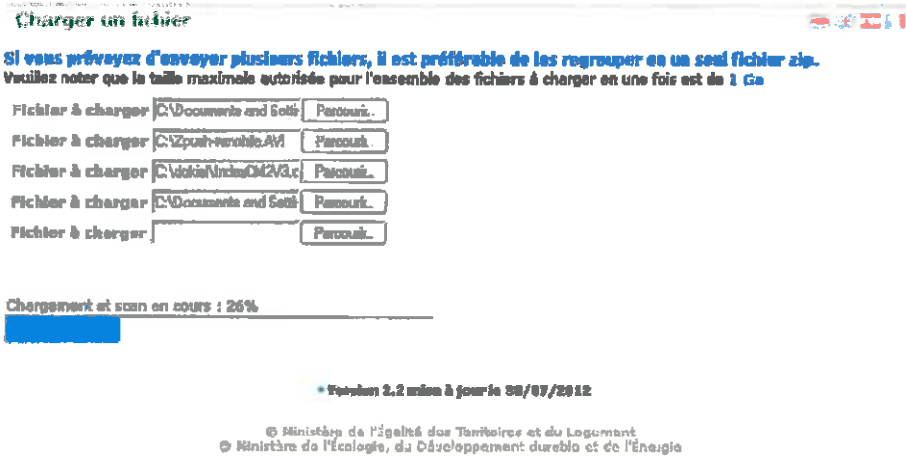 Charger un fichier
Si vous prévoyez d'envoyer plusieurs fichiers, il est préférable de les regrouper en un seul fichier zip.
Veuillez noter que la taille maximale autorisée pour l'ensemble des fichiers à charger en une fois est de 1 Go
Fichier à charger C:\Documents and Setti Parcourir..
Fichier à charger C:\Zpush-wmobile.AVI Parcourir..
Fichier à charger Parcourir..
Fichier à charger C:\Documents and Setti Parcourir..
Fichier à charger Parcourir..
Chargement et scan en cours : 26%
Version 2.2 mise à jour le 30/07/2012
© Ministère de l'Égalité des Territoires et du Logement
© Ministère de l'Écologie, du Développement durable et de l'Énergie